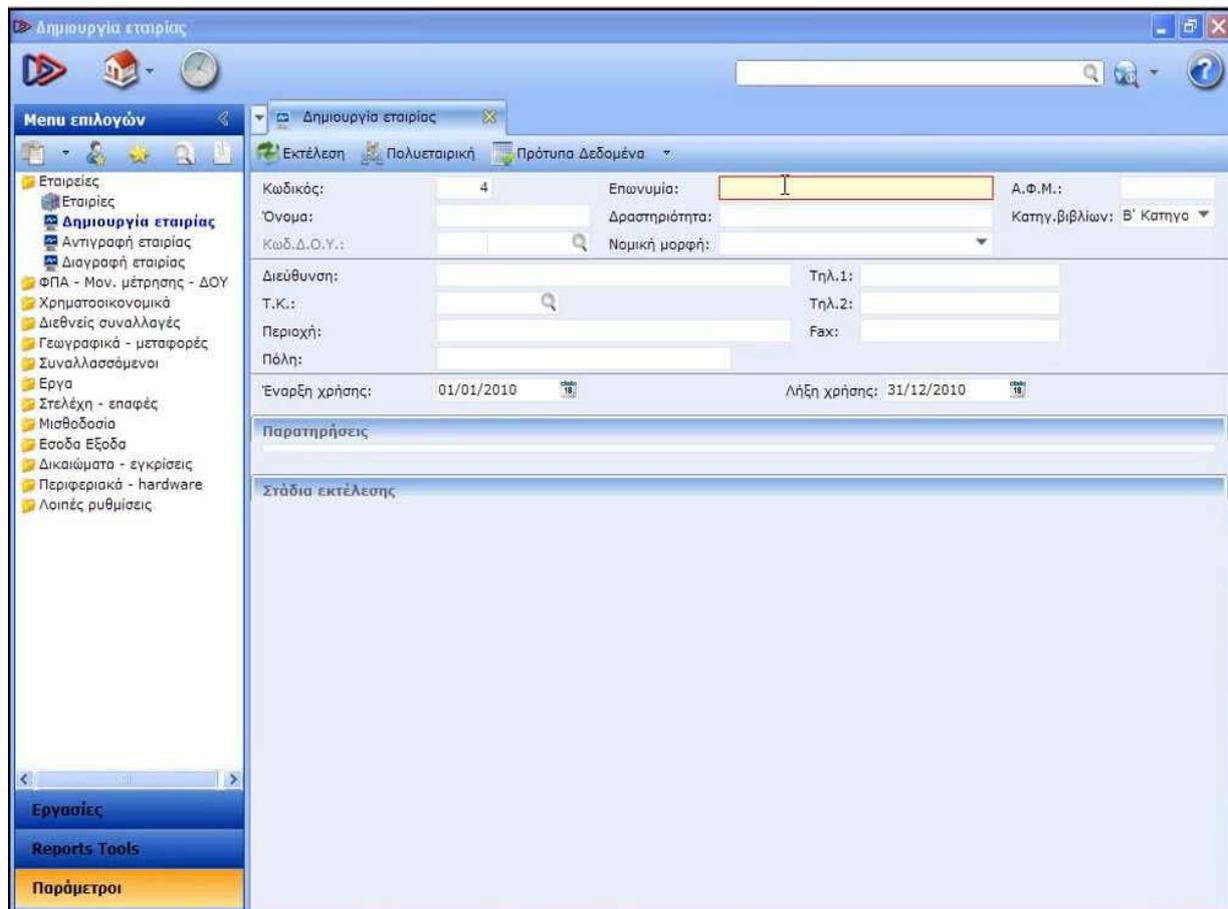 Δημιουργία εταιρίας
Menu επιλογών
Δημιουργία εταιρίας
Εκτέλεση Πολυεταιρική Πρότυπα Δεδομένα
Εταιρείες
Εταιρίες
Δημιουργία εταιρίας
Αντιγραφή εταιρίας
Διαγραφή εταιρίας
ΦΠΑ - Μον. μέτρησης - ΔΟΥ
Χρηματοοικονομικά
Διεθνείς συναλλαγές
Γεωγραφικά - μεταφορές
Συναλλασσόμενοι
Εργα
Στελέχη - επαφές
Μισθοδοσία
Εσοδα Εξοδα
Δικαιώματα - εγκρίσεις
Περιφεριακά - hardware
Λοιπές ρυθμίσεις
Εργασίες
Reports Tools
Παράμετροι
Κωδικός: 4 Επωνυμία: Α.Φ.Μ.:
Όνομα: Δραστηριότητα: Κατηγ.βιβλίων: Β' Κατηγο
Κωδ.Δ.Ο.Υ.: Νομική μορφή:
Διεύθυνση: Τηλ.1:
Τ.Κ.: Τηλ.2:
Περιοχή: Fax:
Πόλη:
Έναρξη χρήσης: 01/01/2010 18 Λήξη χρήσης: 31/12/2010 18
Παρατηρήσεις
Στάδια εκτέλεσης